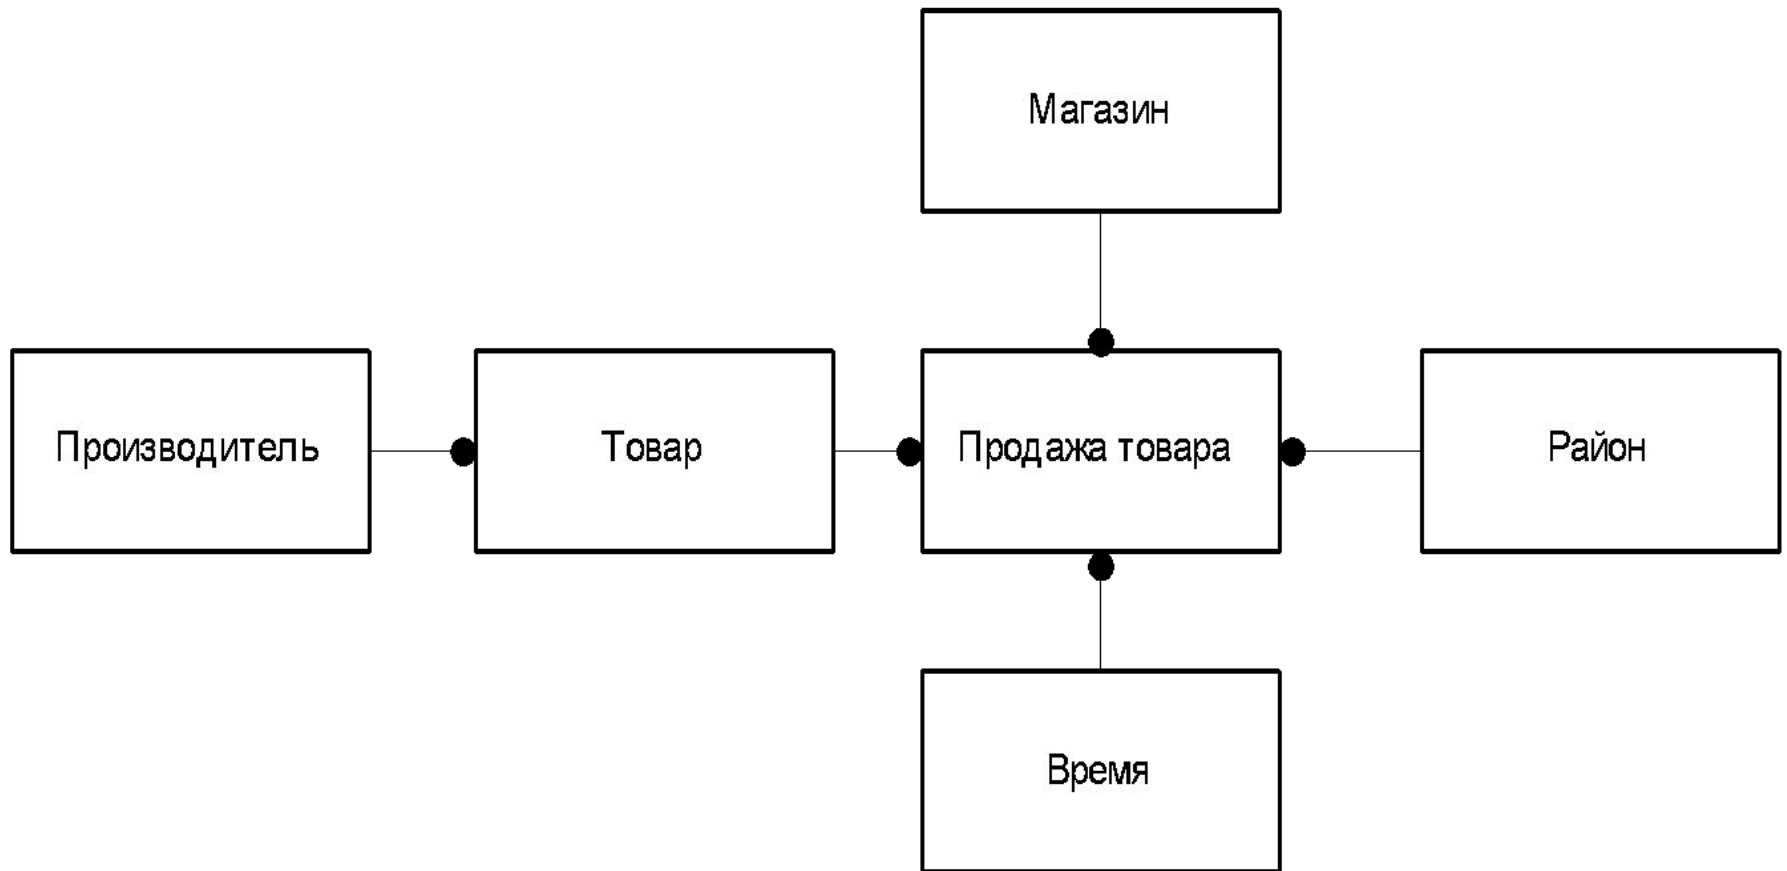 Магазин
Производитель
Товар
Продажа товара
Район
Время